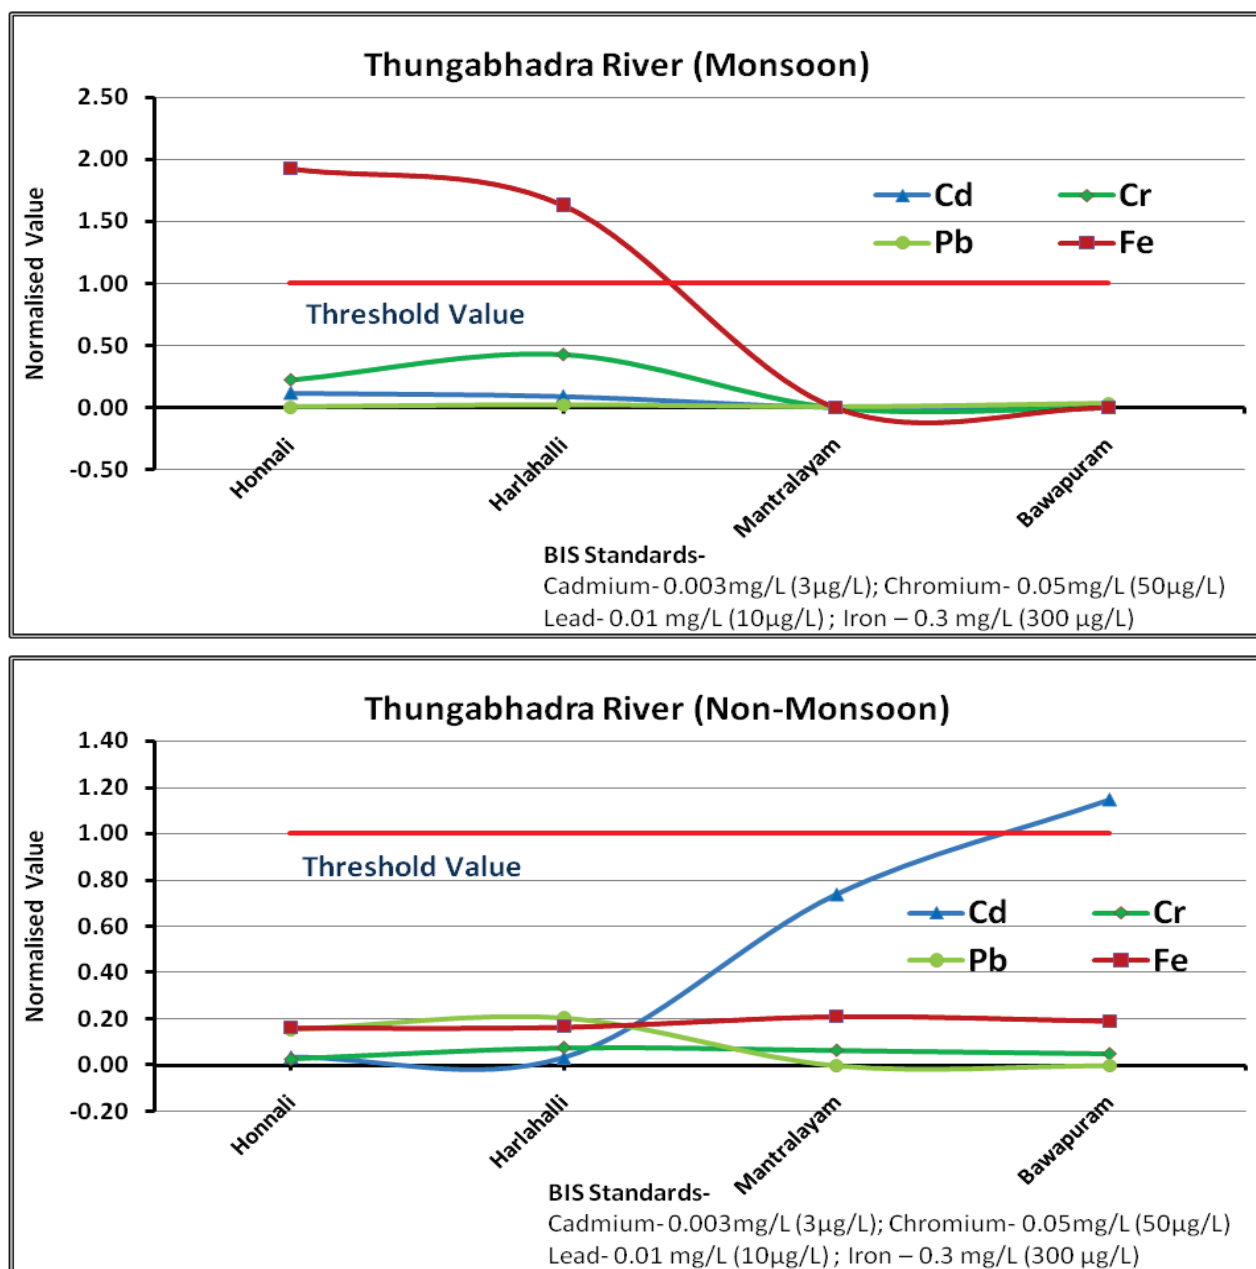 Thungabhadra River (Monsoon)
2.50
2.00
1.50
1.00
0.50
0.00
-0.50
Normalised Value
Cd
Cr
Pb
Fe
Threshold Value
Honnali
Harlahalli
Mantralayam
Bawapuram
BIS Standards-
Cadmium- 0.003mg/L (3µg/L); Chromium- 0.05mg/L (50µg/L)
Lead- 0.01 mg/L (10µg/L) ; Iron – 0.3 mg/L (300 µg/L)
Thungabhadra River (Non-Monsoon)
1.40
1.20
1.00
0.80
0.60
0.40
0.20
0.00
-0.20
Normalised Value
Threshold Value
Cd
Cr
Pb
Fe
Honnali
Harlahalli
Mantralayam
Bawapuram
BIS Standards-
Cadmium- 0.003mg/L (3µg/L); Chromium- 0.05mg/L (50µg/L)
Lead- 0.01 mg/L (10µg/L) ; Iron – 0.3 mg/L (300 µg/L)